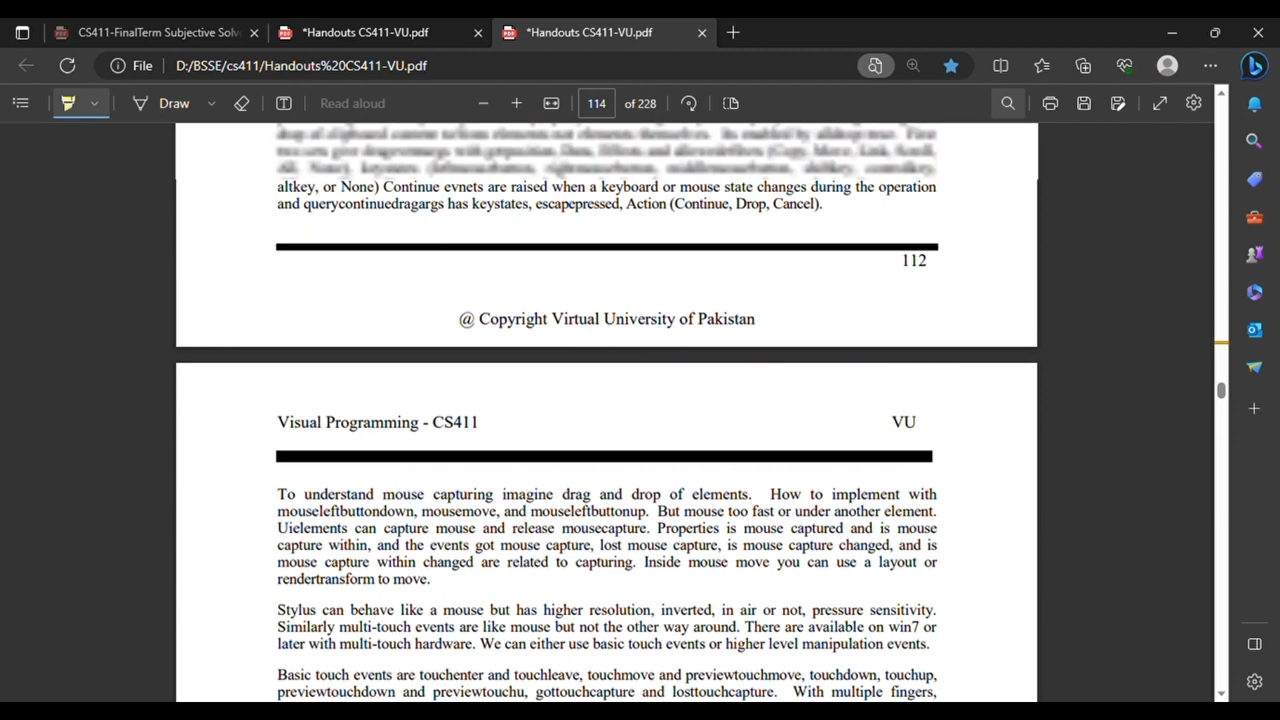 CS411-FinalTerm Subjective Solv
*Handouts CS411-VU.pdf
*Handouts CS411-VU.pdf
File
D:/BSSE/cs411/Handouts%20CS411-VU.pdf
Draw
Read aloud
114 of 228
altkey, or None) Continue evnets are raised when a keyboard or mouse state changes during the operation
and querycontinuedragargs has keystates, escapepressed, Action (Continue, Drop, Cancel).
112
@ Copyright Virtual University of Pakistan
Visual Programming - CS411 VU
To understand mouse capturing imagine drag and drop of elements. How to implement with
mouseleftbuttondown, mousemove, and mouseleftbuttonup. But mouse too fast or under another element.
Uielements can capture mouse and release mousecapture. Properties is mouse captured and is mouse
capture within, and the events got mouse capture, lost mouse capture, is mouse capture changed, and is
mouse capture within changed are related to capturing. Inside mouse move you can use a layout or
rendertransform to move.
Stylus can behave like a mouse but has higher resolution, inverted, in air or not, pressure sensitivity.
Similarly multi-touch events are like mouse but not the other way around. There are available on win7 or
later with multi-touch hardware. We can either use basic touch events or higher level manipulation events.
Basic touch events are touchenter and touchleave, touchmove and previewtouchmove, touchdown, touchup,
previewtouchdown and previewtouchu, gottouchcapture and losttouchcapture. With multiple fingers,